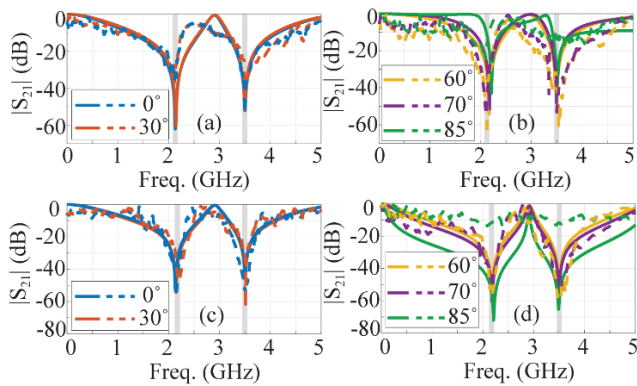 |S21| (dB)
0
-20
-40
-60
0°
30°
(a)
0 1 2 3 4 5
Freq. (GHz)
|S21| (dB)
0
-20
-40
-60
60°
70°
85°
(b)
0 1 2 3 4 5
Freq. (GHz)
|S21| (dB)
0
-20
-40
-60
-80
0°
30°
(c)
0 1 2 3 4 5
Freq. (GHz)
|S21| (dB)
0
-20
-40
-60
-80
60°
70°
85°
(d)
0 1 2 3 4 5
Freq. (GHz)